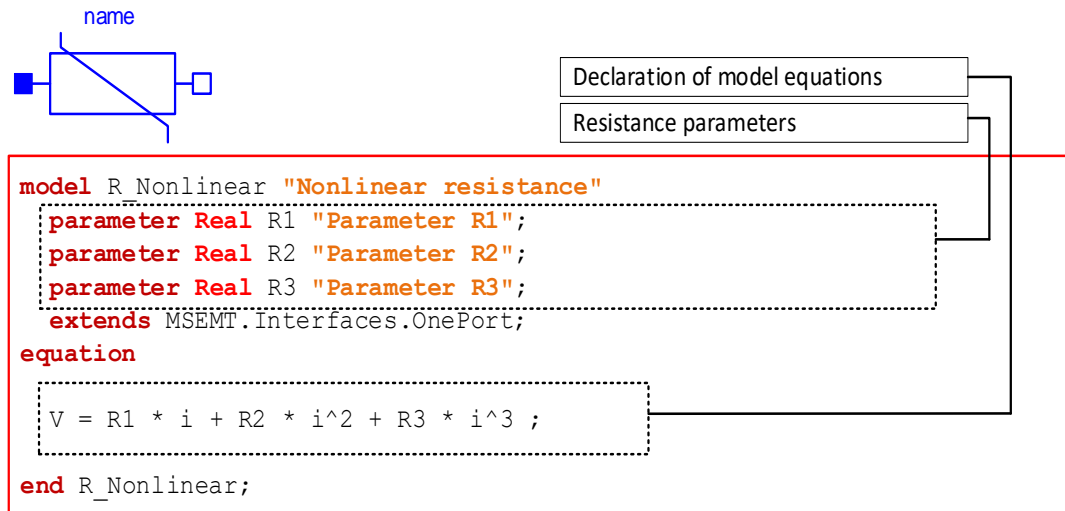 name
Declaration of model equations
Resistance parameters
model R_Nonlinear "Nonlinear resistance"
parameter Real R1 "Parameter R1";
parameter Real R2 "Parameter R2";
parameter Real R3 "Parameter R3";
extends MSEMT.Interfaces.OnePort;
equation
V = R1 * i + R2 * i^2 + R3 * i^3 ;
end R_Nonlinear;